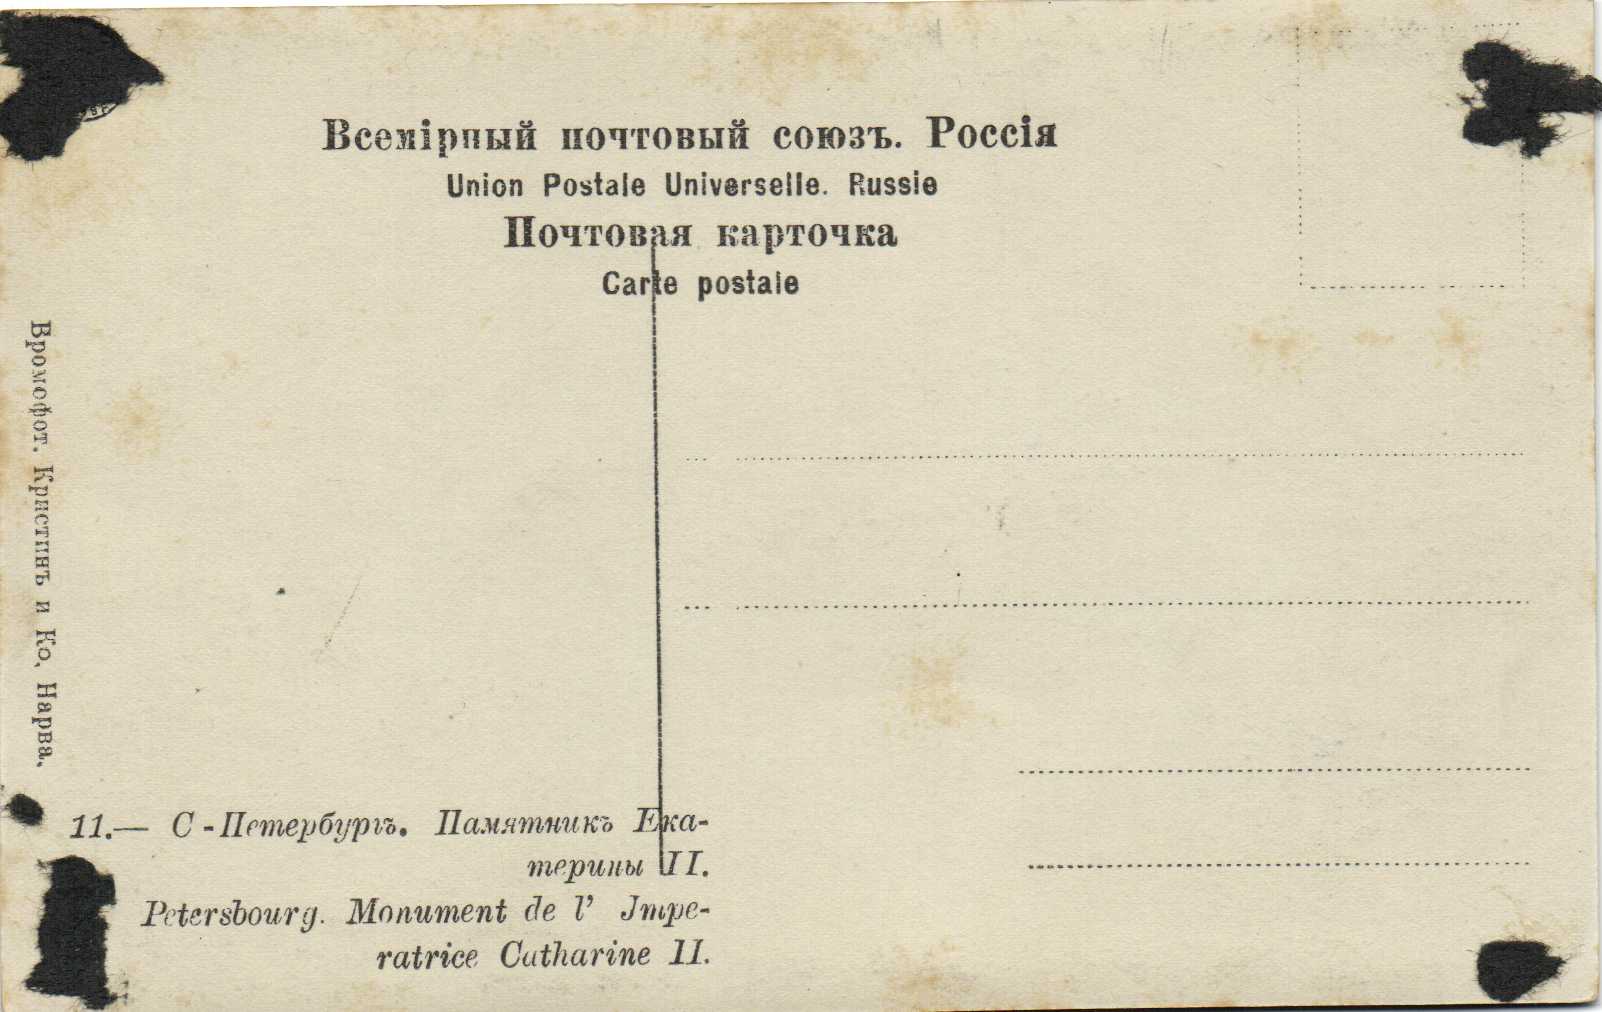 Всемірный почтовый союзъ. Россія
Union Postale Universelle. Russie
Почтовая карточка
Carte postale
Бромофот. Кристинъ и Ко, Нарва.
11.— С-Петербургъ. Памятникъ Ека-
терины II.
Petersbourg. Monument de l' Jmpe-
ratrice Catharine II.